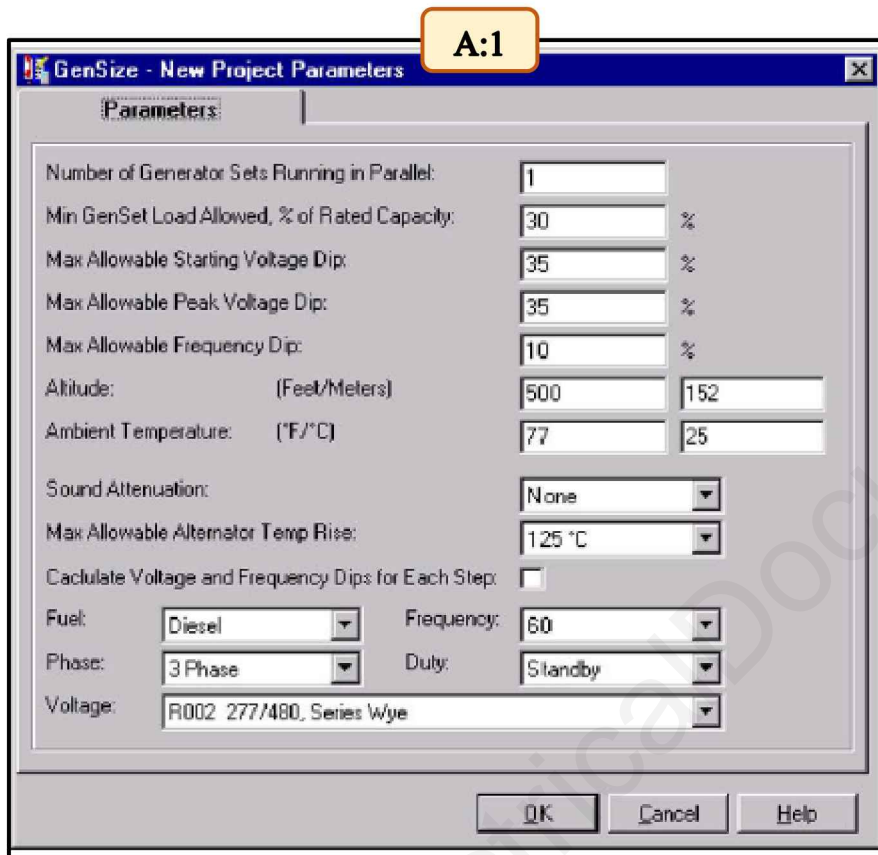 A:1
GenSize - New Project Parameters
Parameters
Number of Generator Sets Running in Parallel: 1
Min GenSet Load Allowed, % of Rated Capacity: 30 %
Max Allowable Starting Voltage Dip: 35 %
Max Allowable Peak Voltage Dip: 35 %
Max Allowable Frequency Dip: 10 %
Altitude: (Feet/Meters) 500 152
Ambient Temperature: (°F/°C) 77 25
Sound Attenuation: None
Max Allowable Alternator Temp Rise: 125 °C
Caclulate Voltage and Frequency Dips for Each Step:
Fuel: Diesel Frequency: 60
Phase: 3 Phase Duty: Standby
Voltage: R002 277/480, Series Wye
OK Cancel Help